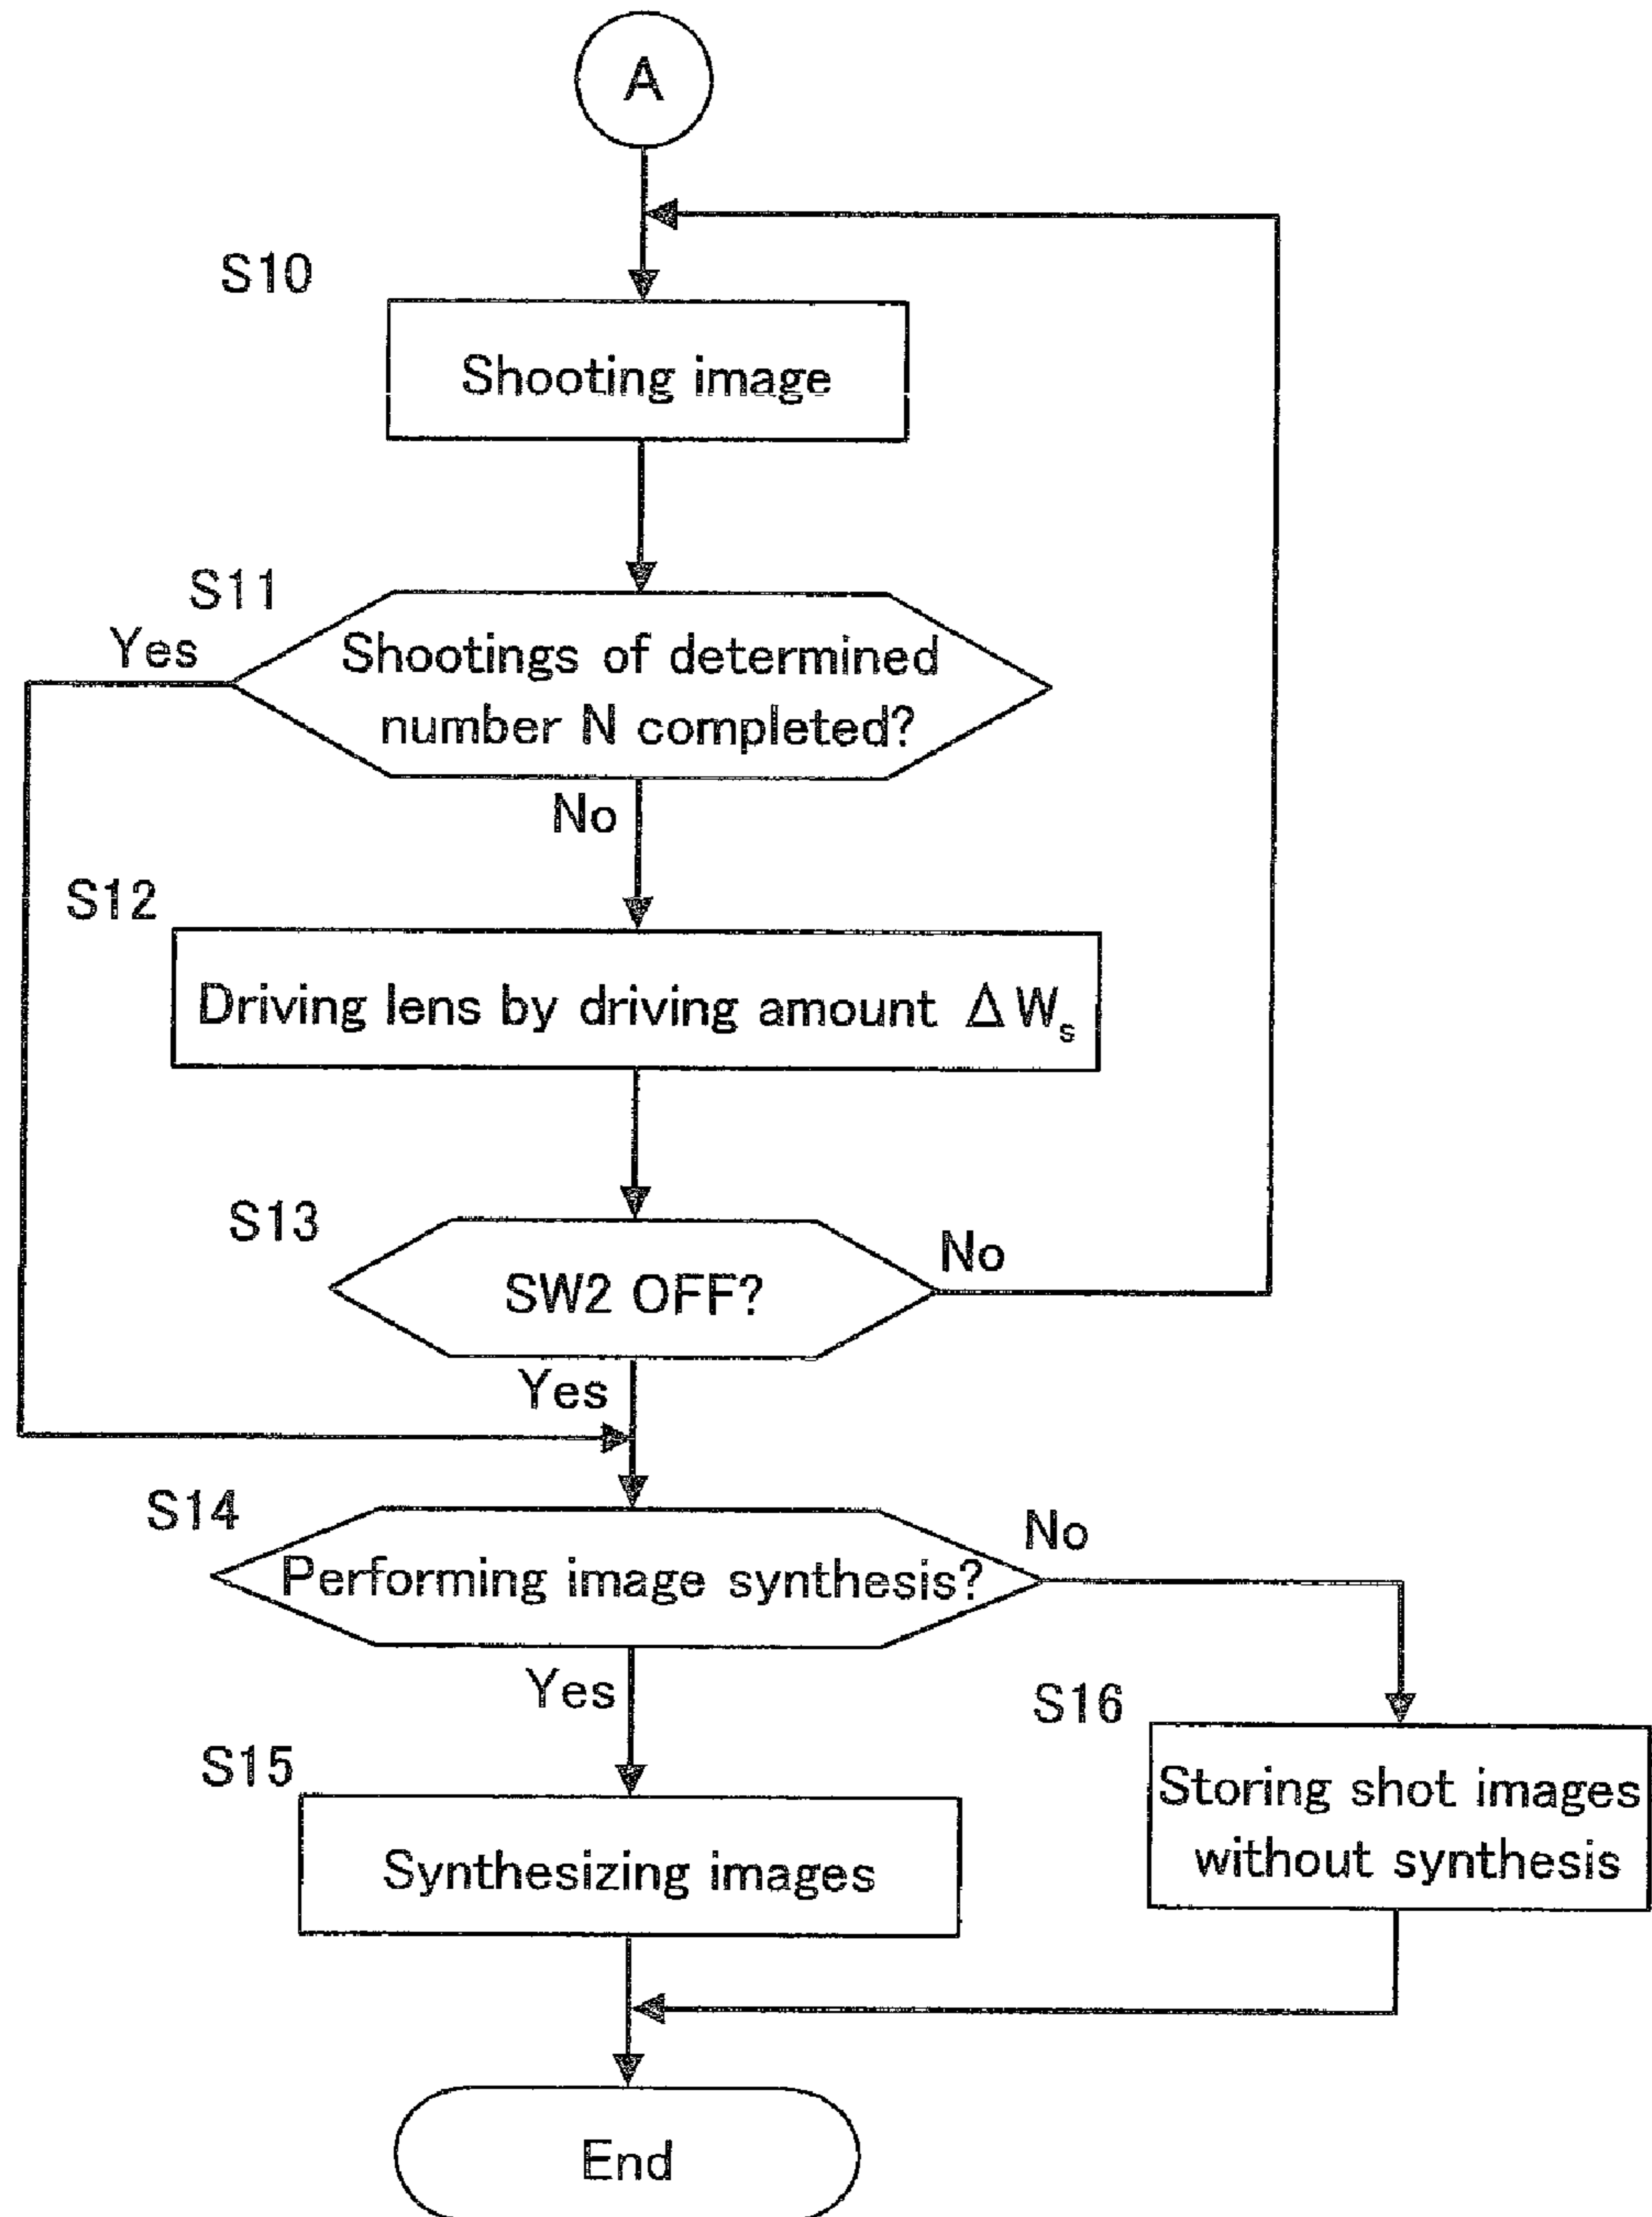 A
S10
Shooting image
S11
Yes
Shootings of determined
number N completed?
No
S12
Driving lens by driving amount ΔWₛ
S13
SW2 OFF?
No
Yes
S14
Performing image synthesis?
No
Yes
S16
Storing shot images
without synthesis
S15
Synthesizing images
End